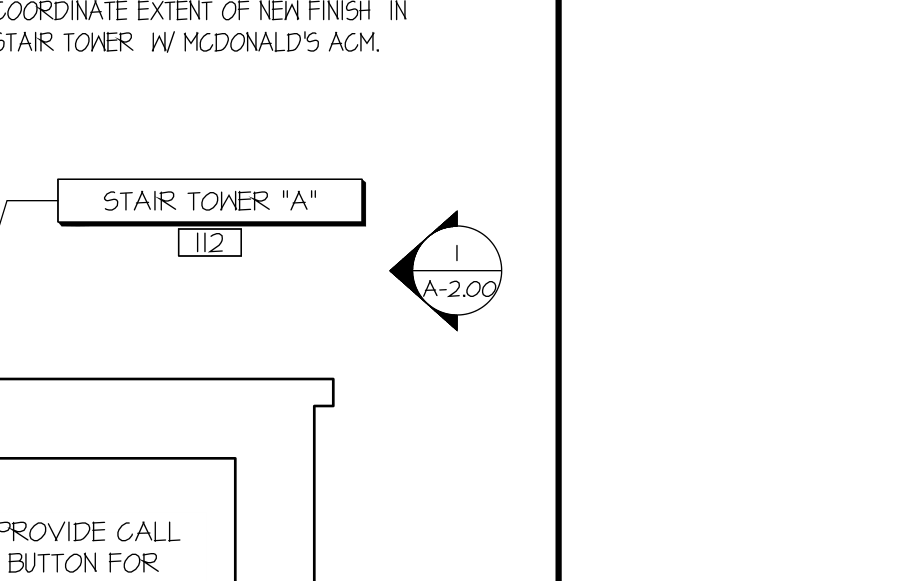 COORDINATE EXTENT OF NEW FINISH IN
STAIR TOWER W/ MCDONALD'S ACM.
STAIR TOWER "A"
112
1
A-2.00
PROVIDE CALL
BUTTON FOR